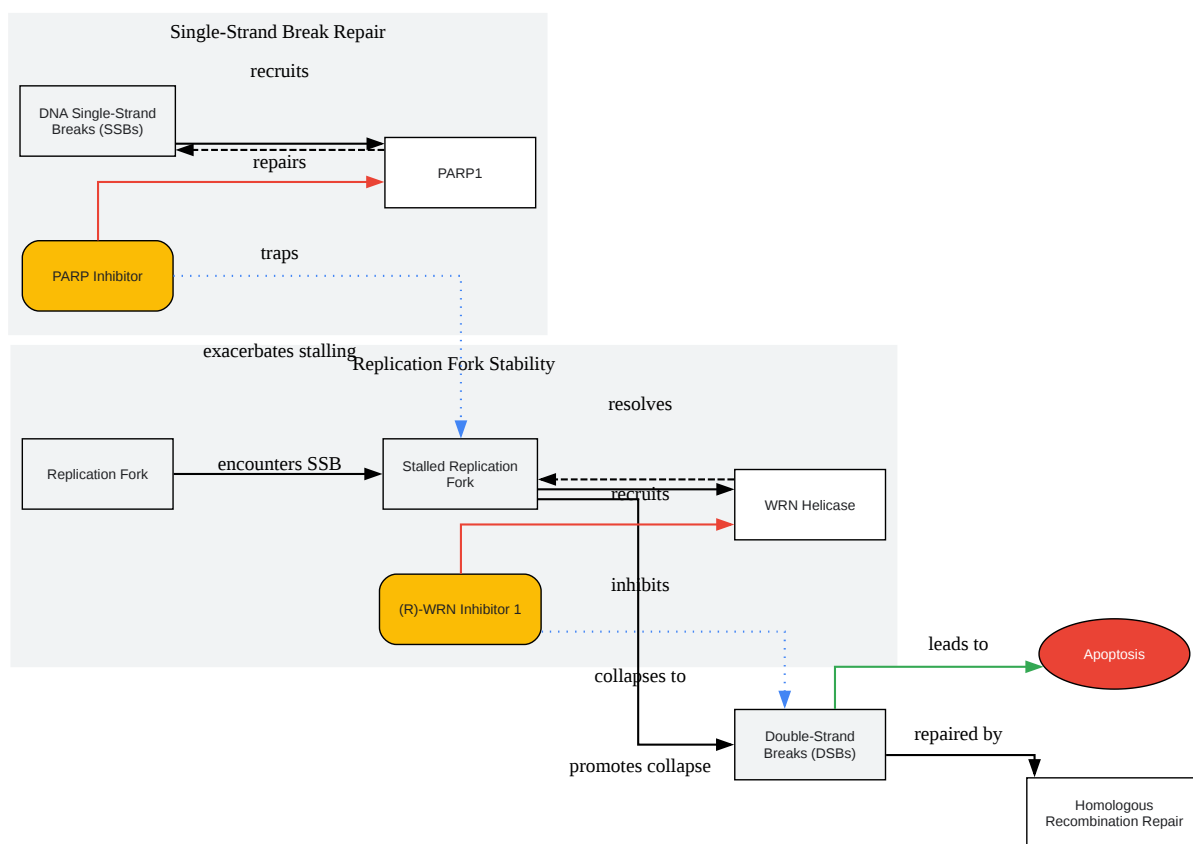 Single-Strand Break Repair
recruits
DNA Single-Strand
Breaks (SSBs)
repairs
PARP1
traps
PARP Inhibitor
exacerbates stalling
Replication Fork Stability
resolves
Replication Fork
encounters SSB
Stalled Replication
Fork
recruits
WRN Helicase
inhibits
(R)-WRN Inhibitor 1
leads to
Apoptosis
collapses to
Double-Strand
Breaks (DSBs)
repaired by
promotes collapse
Homologous
Recombination Repair